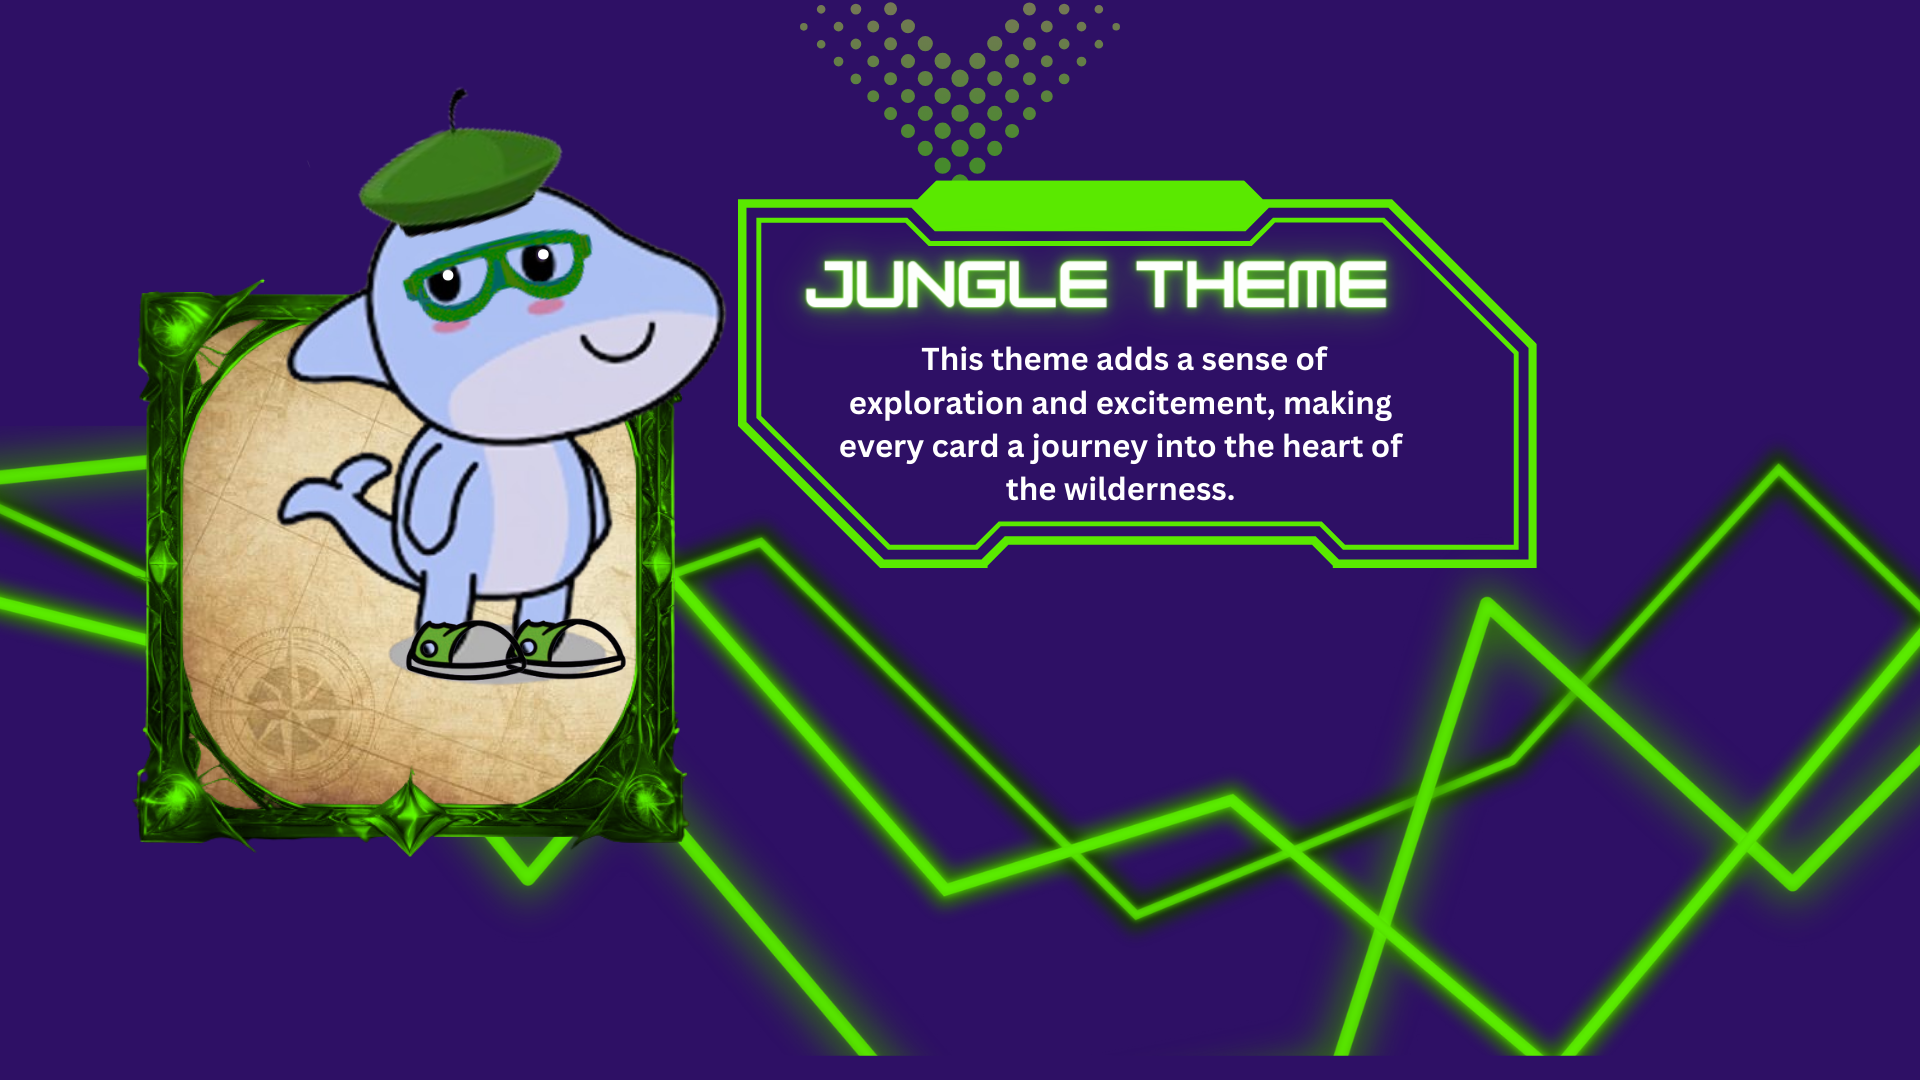 JUNGLE THEME
This theme adds a sense of
exploration and excitement, making
every card a journey into the heart of
the wilderness.